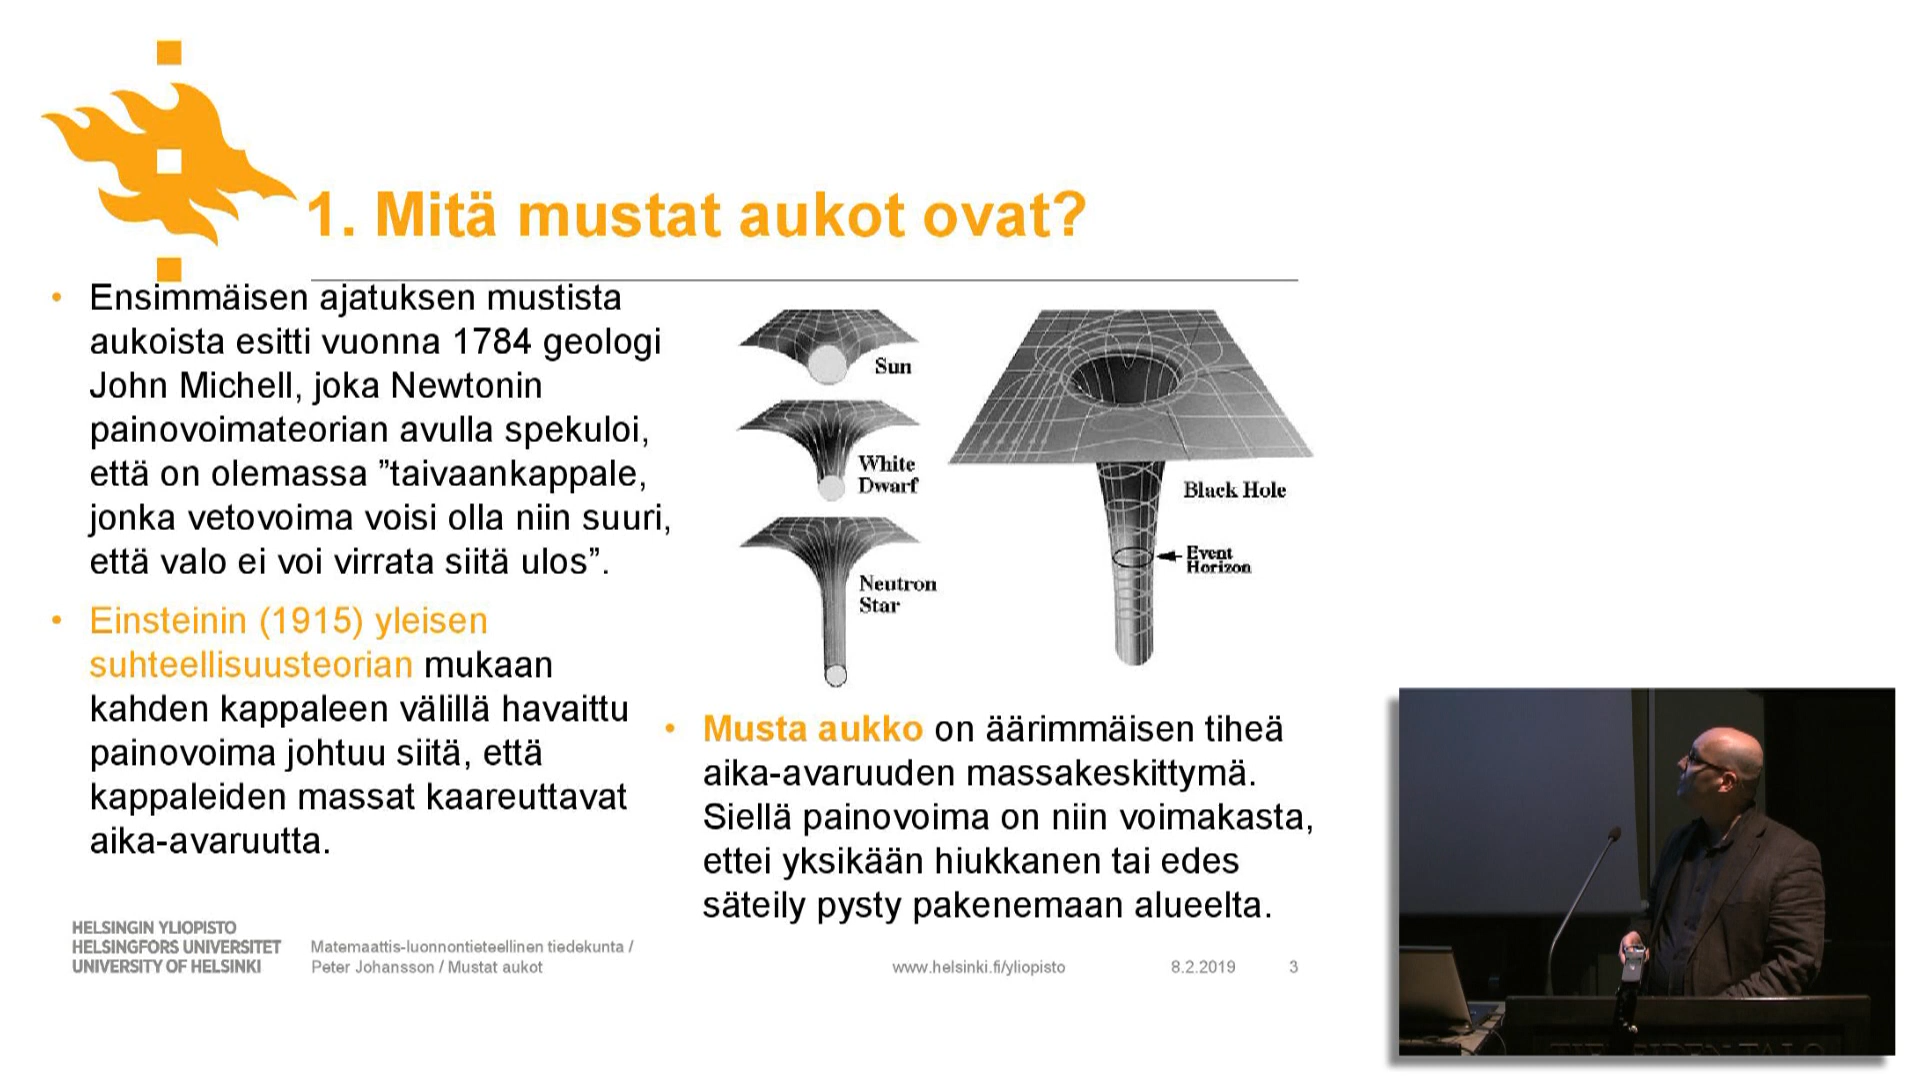 1. Mitä mustat aukot ovat?
• Ensimmäisen ajatuksen mustista
aukoista esitti vuonna 1784 geologi
John Michell, joka Newtonin
painovoimateorian avulla spekuloi,
että on olemassa ”taivaankappale,
jonka vetovoima voisi olla niin suuri,
että valo ei voi virrata siitä ulos”.
• Einsteinin (1915) yleisen
suhteellisuusteorian mukaan
kahden kappaleen välillä havaittu
painovoima johtuu siitä, että
kappaleiden massat kaareuttavat
aika-avaruutta.
Sun
White
Dwarf
Neutron
Star
Black Hole
Event
Horizon
• Musta aukko on äärimmäisen tiheä
aika-avaruuden massakeskittymä.
Siellä painovoima on niin voimakasta,
ettei yksikään hiukkanen tai edes
säteily pysty pakenemaan alueelta.
HELSINGIN YLIOPISTO
HELSINGFORS UNIVERSITET
UNIVERSITY OF HELSINKI
Matemaattis-luonnontieteellinen tiedekunta /
Peter Johansson / Mustat aukot
www.helsinki.fi/yliopisto
8.2.2019
3